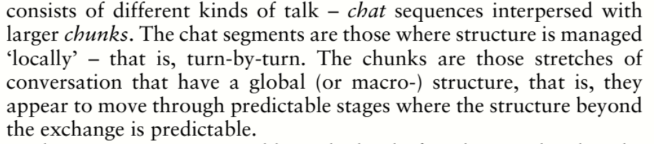 consists of different kinds of talk – chat sequences interpersed with
larger chunks. The chat segments are those where structure is managed
‘locally’ – that is, turn-by-turn. The chunks are those stretches of
conversation that have a global (or macro-) structure, that is, they
appear to move through predictable stages where the structure beyond
the exchange is predictable.